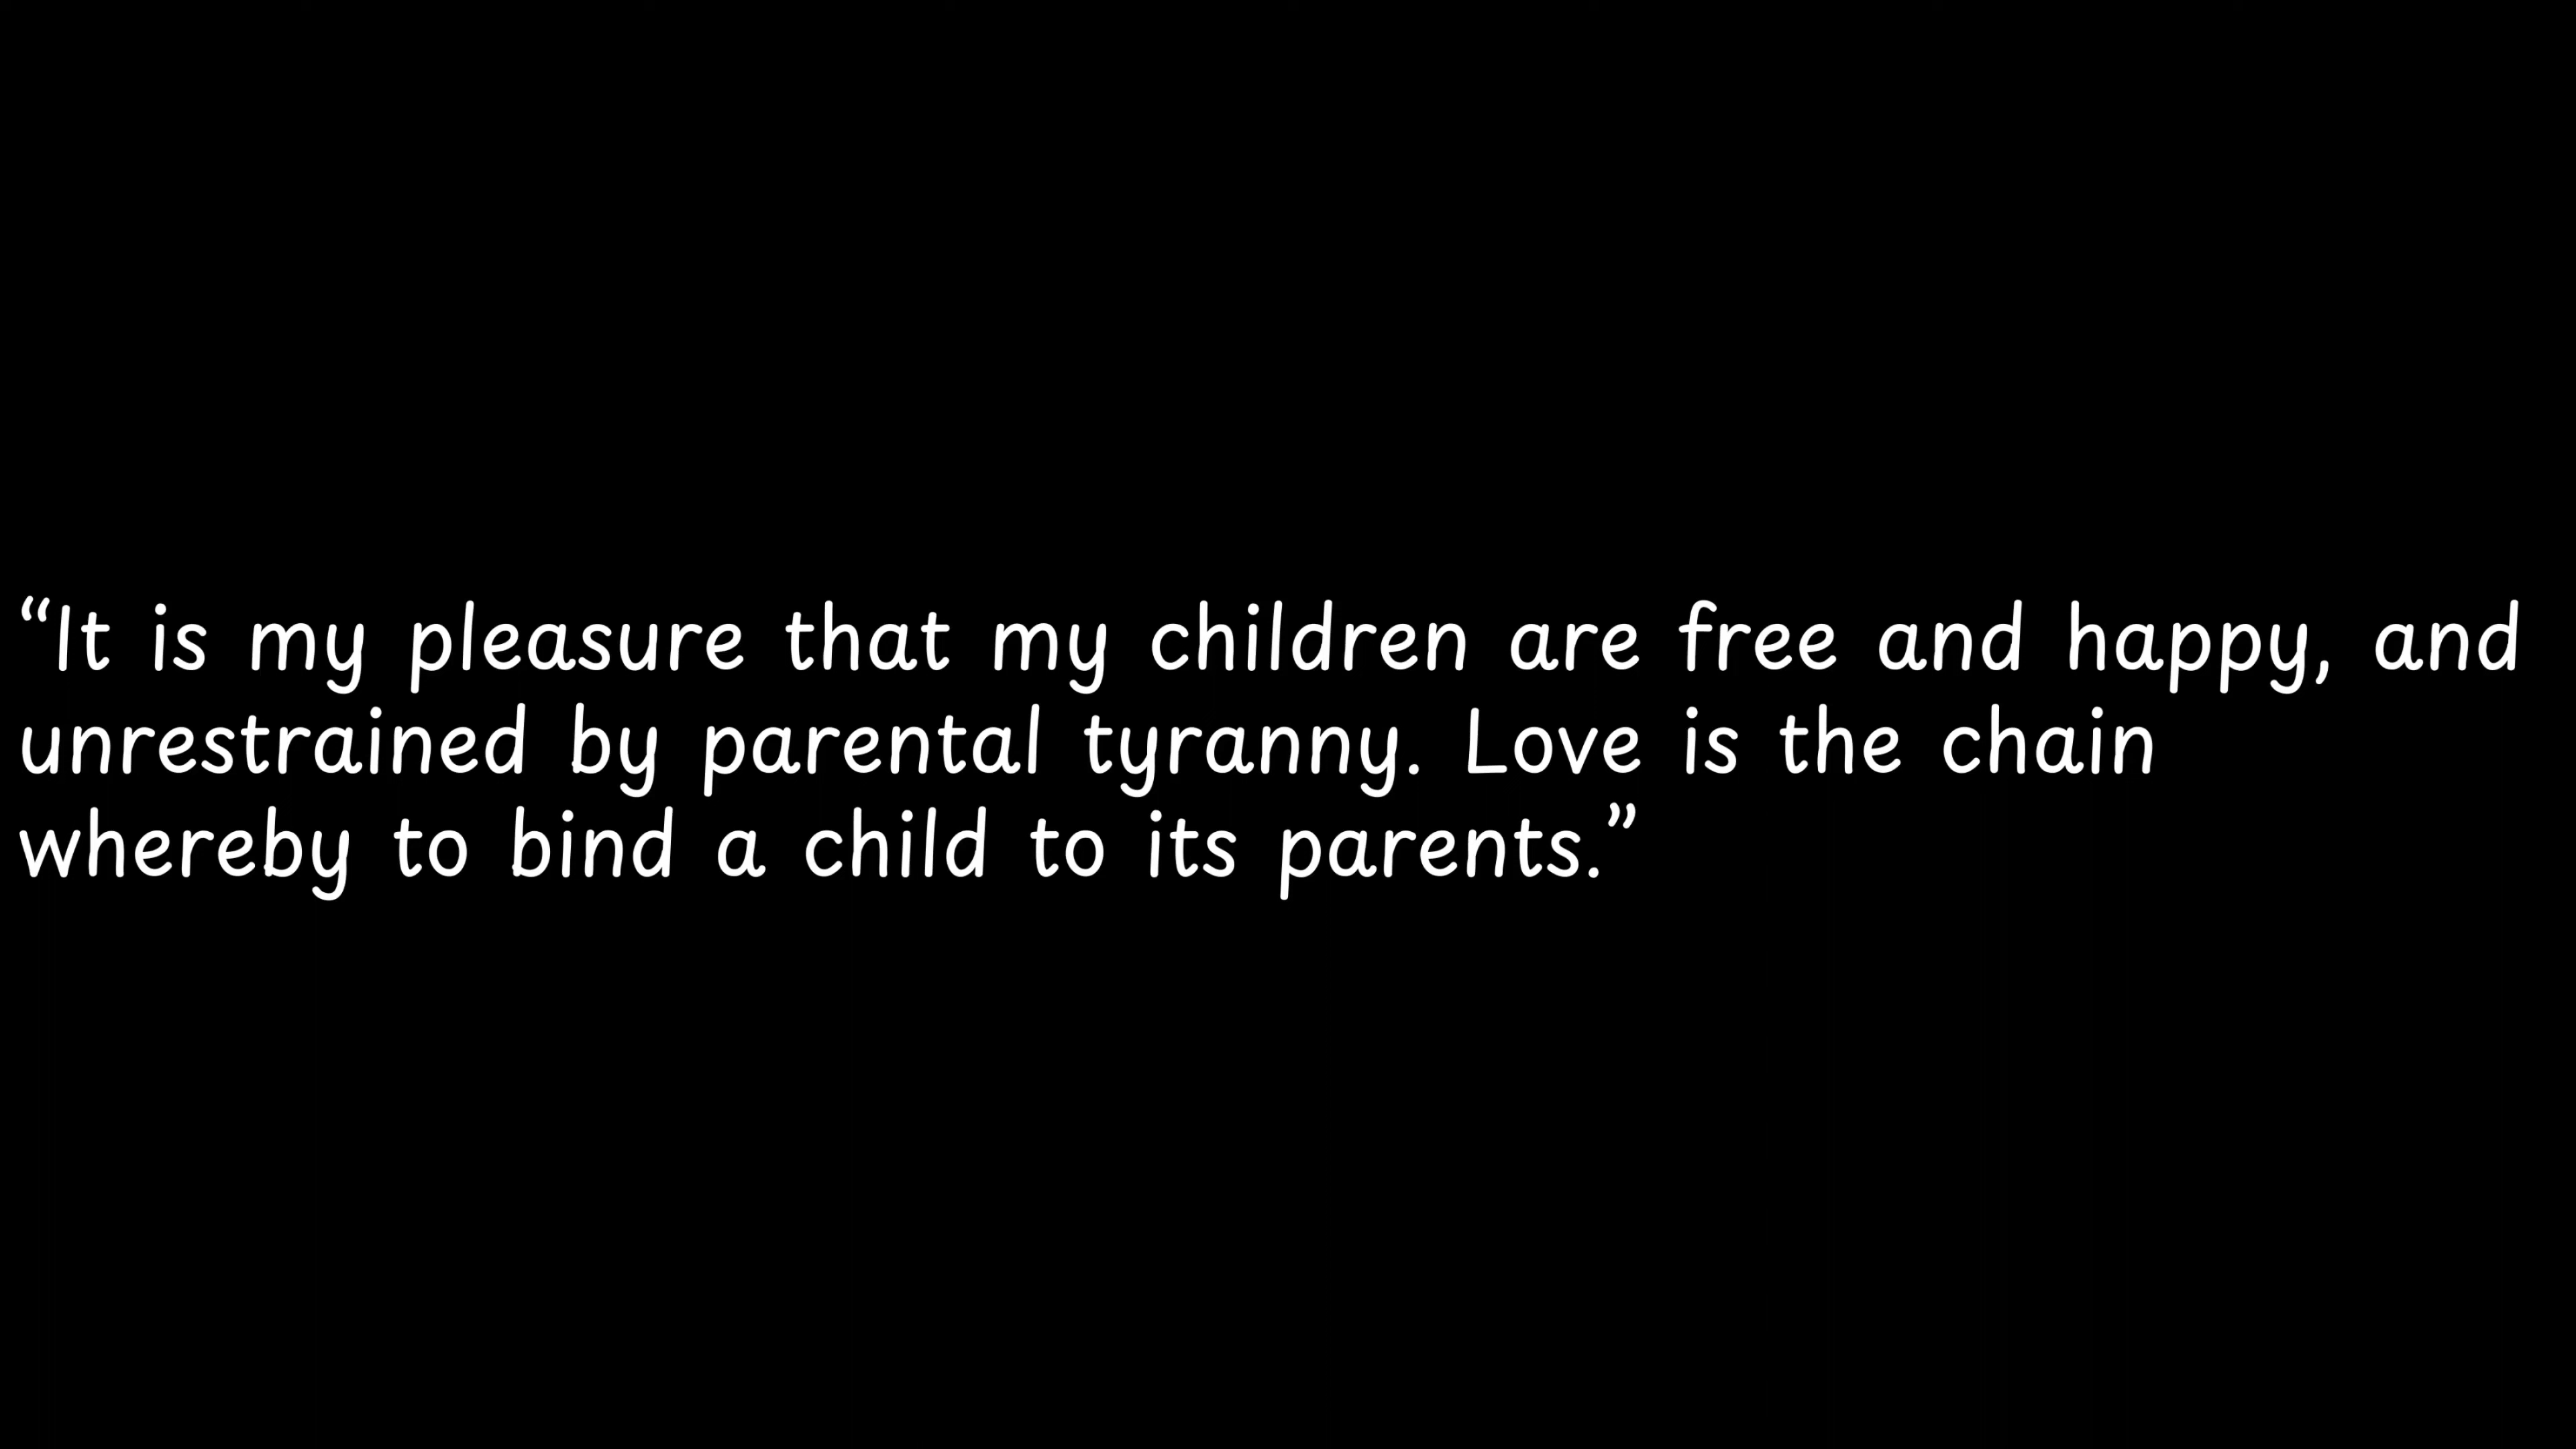 “It is my pleasure that my children are free and happy, and
unrestrained by parental tyranny. Love is the chain
whereby to bind a child to its parents.”